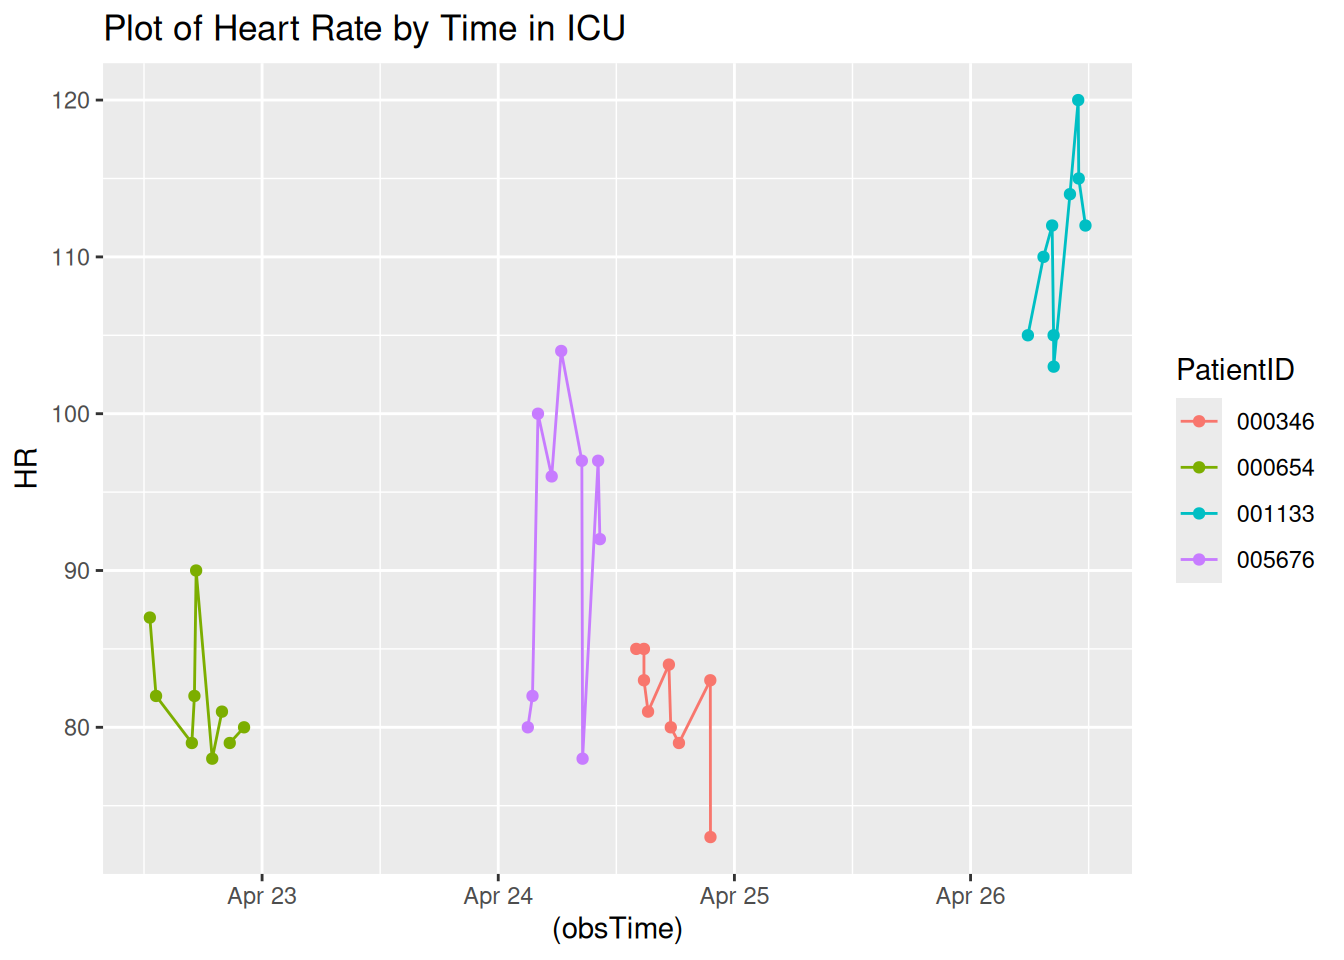 Plot of Heart Rate by Time in ICU
120
110
100
90
80
HR
Apr 23
Apr 24
Apr 25
Apr 26
(obsTime)
PatientID
000346
000654
001133
005676